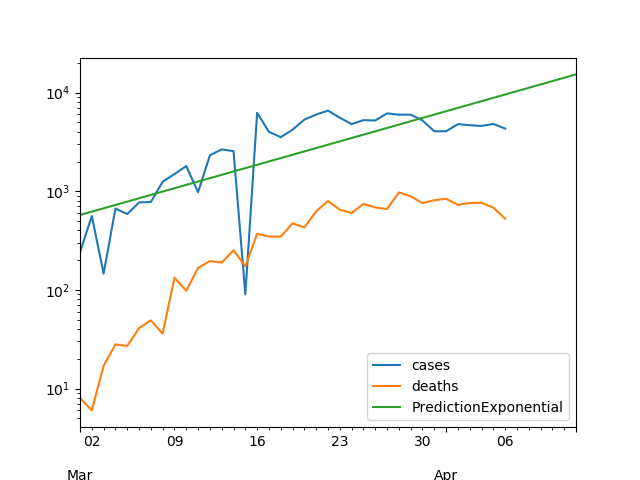 10^4
10^3
10^2
10^1
cases
deaths
PredictionExponential
02 09 16 23 30 06
Mar Apr